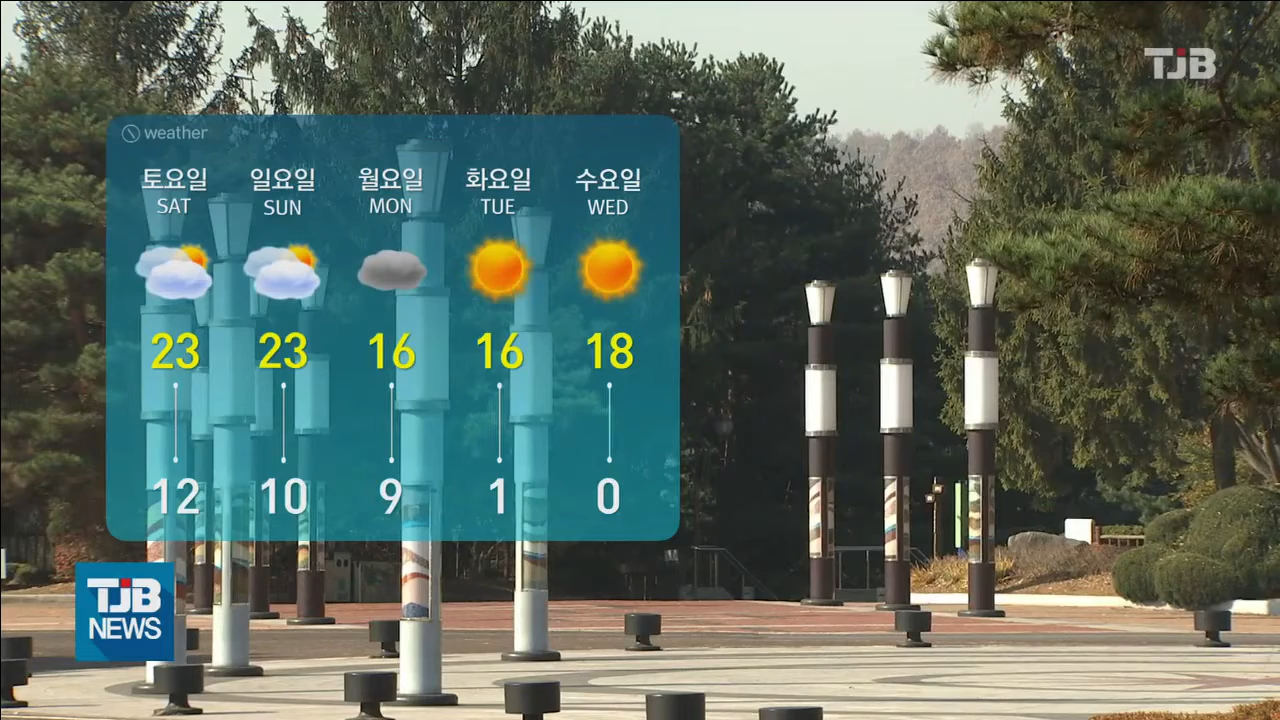 TJB
weather
토요일 일요일 월요일 화요일 수요일
SAT SUN MON TUE WED
23 23 16 16 18
12 10 9 1 0
TJB
NEWS